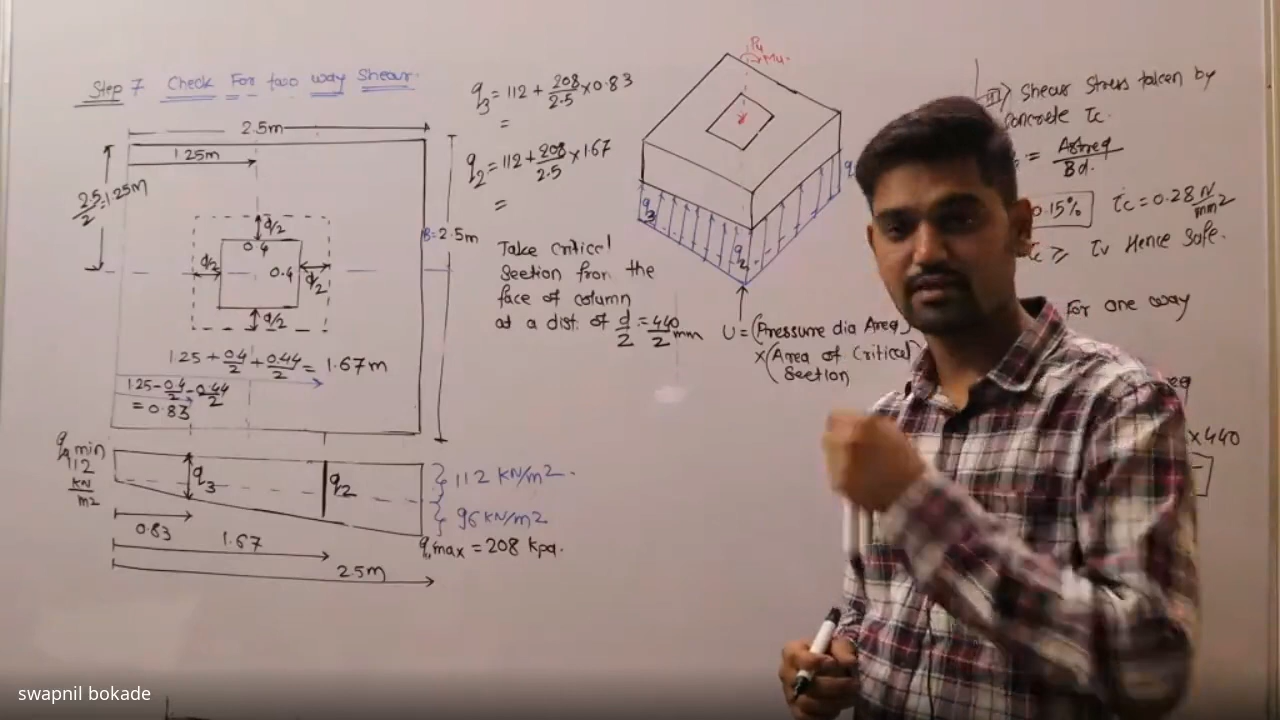 Step 7 Check For two way Shear.
2.5m
1.25m
2.5/2 = 1.25m
d/2
0.4
d/2
0.4
d/2
d/2
B=2.5m
1.25 + 0.4/2 + 0.44/2 = 1.67m
1.25 - 0.4/2 - 0.44/2
= 0.83
q min
112
KN/m2
q3
q2
112 KN/m2.
96 KN/m2
0.83
1.67
q max = 208 kpa.
2.5m
q3 = 112 + 208/2.5 x 0.83
=
q2 = 112 + 208/2.5 x 1.67
=
Take critical
Section from the
face of column
at a dist. of d/2 = 440/2 mm
Pu
Mu.
q3
q2
U = (Pressure dia Area)
x (Area of Critical
Section
III) Shear Stress taken by
concrete τc.
= Astreq/Bd.
0.15% τc = 0.28 N/mm2
≥ τv Hence Safe.
For one way
x 440
swapnil bokade